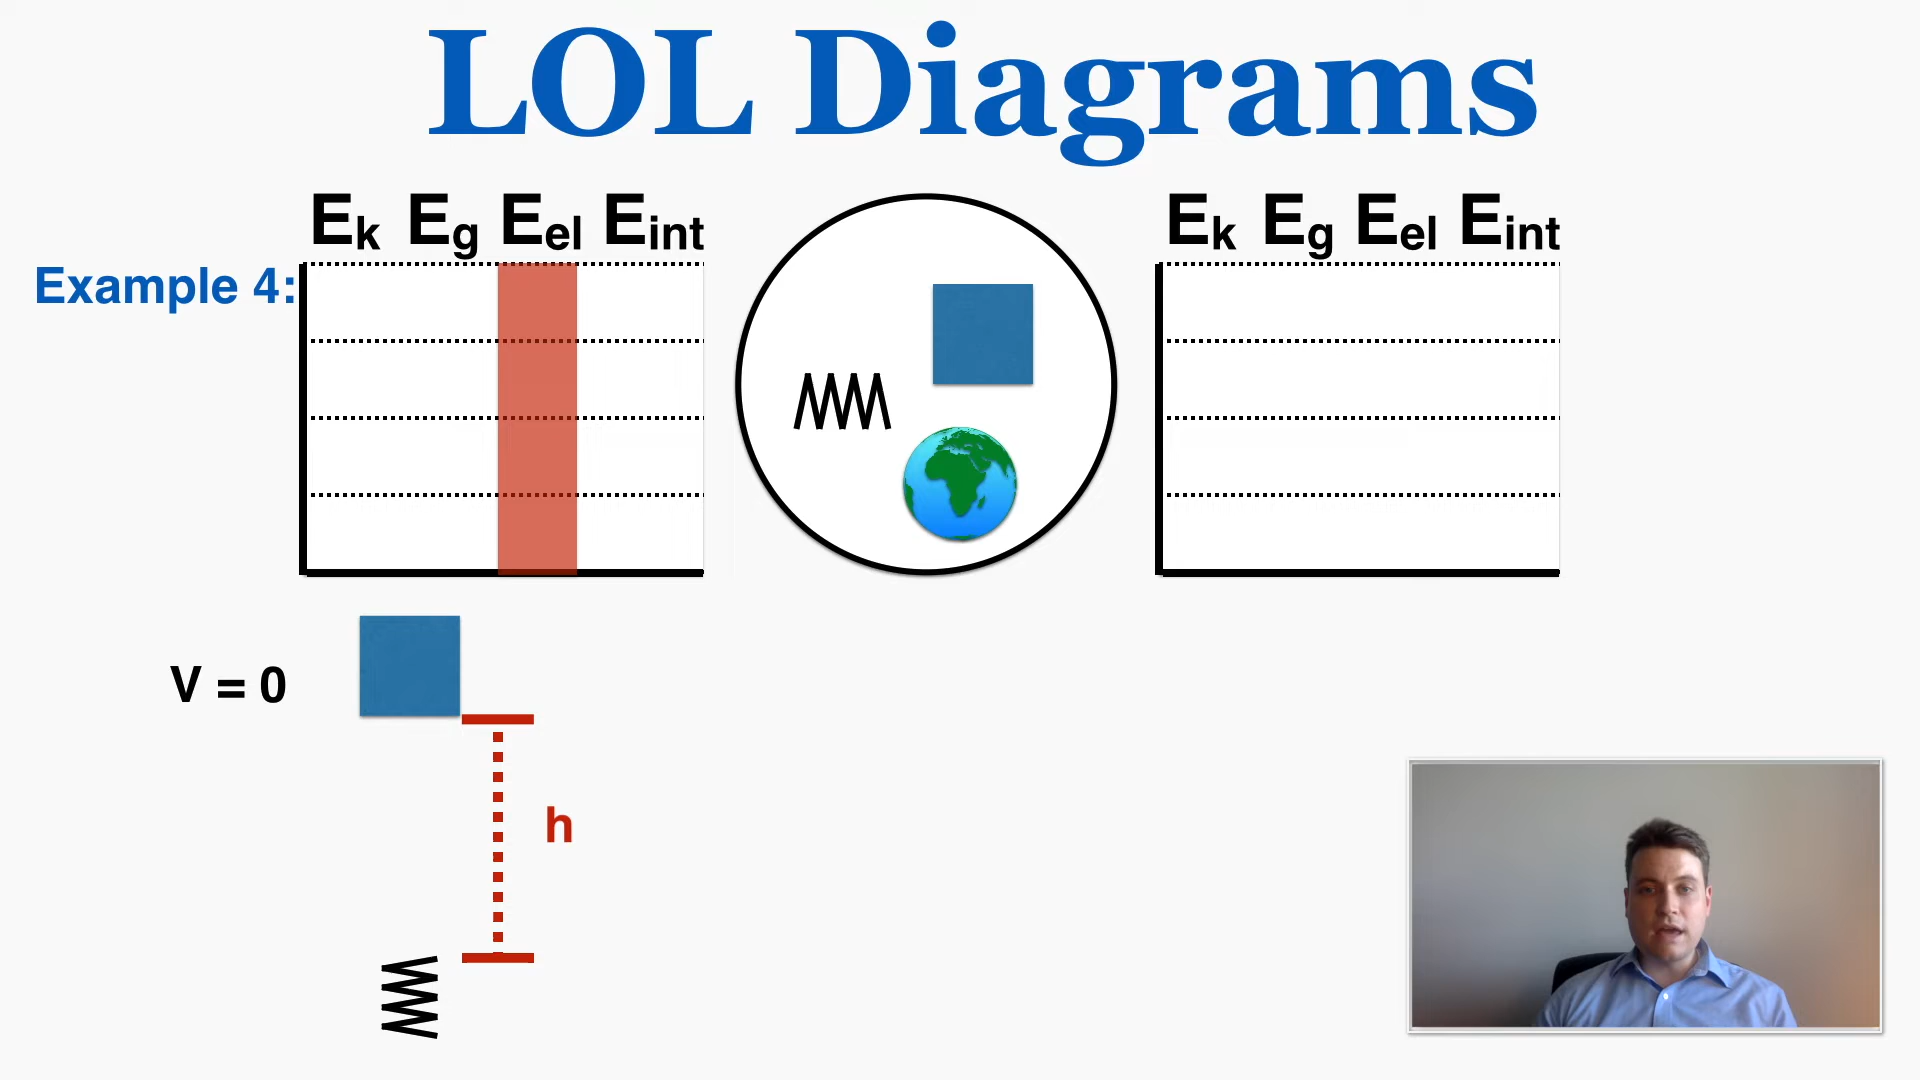 LOL Diagrams
Ek Eg Eel Eint
Ek Eg Eel Eint
Example 4:
V = 0
h